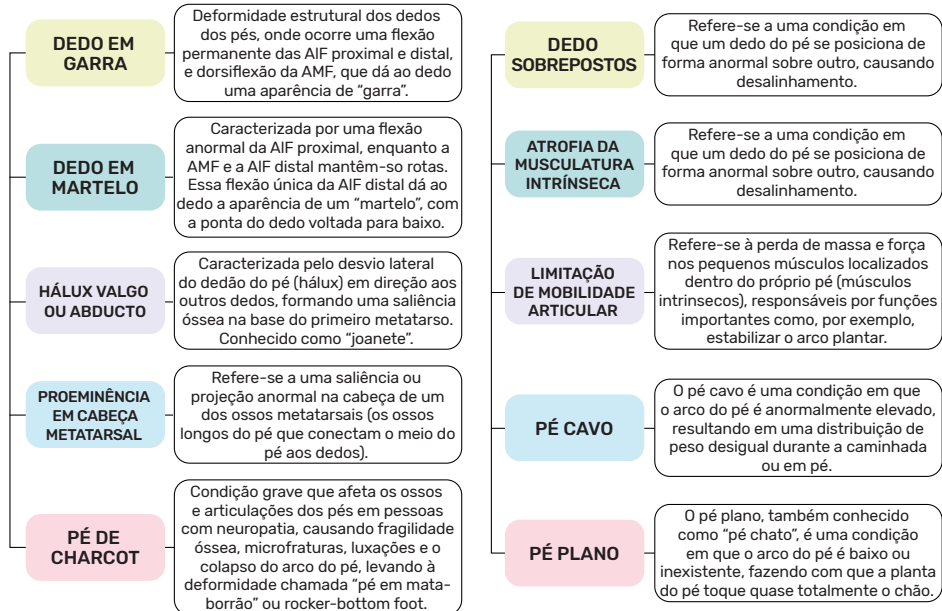 DEDO EM
GARRA
Deformidade estrutural dos dedos
dos pés, onde ocorre uma flexão
permanente das AIF proximal e distal,
e dorsiflexão da AMF, que dá ao dedo
uma aparência de “garra”.
DEDO EM
MARTELO
Caracterizada por uma flexão
anormal da AIF proximal, enquanto a
AMF e a AIF distal mantêm-so rotas.
Essa flexão única da AIF distal dá ao
dedo a aparência de um “martelo”, com
a ponta do dedo voltada para baixo.
HÁLUX VALGO
OU ABDUCTO
Caracterizada pelo desvio lateral
do dedão do pé (hálux) em direção aos
outros dedos, formando uma saliência
óssea na base do primeiro metatarso.
Conhecido como “joanete”.
PROEMINÊNCIA
EM CABEÇA
METATARSAL
Refere-se a uma saliência ou
projeção anormal na cabeça de um
dos ossos metatarsais (os ossos
longos do pé que conectam o meio do
pé aos dedos).
PÉ DE
CHARCOT
Condição grave que afeta os ossos
e articulações dos pés em pessoas
com neuropatia, causando fragilidade
óssea, microfraturas, luxações e o
colapso do arco do pé, levando à
deformidade chamada “pé em mata-
borrão” ou rocker-bottom foot.
DEDO
SOBREPOSTOS
Refere-se a uma condição em
que um dedo do pé se posiciona de
forma anormal sobre outro, causando
desalinhamento.
ATROFIA DA
MUSCULATURA
INTRÍNSECA
Refere-se a uma condição em
que um dedo do pé se posiciona de
forma anormal sobre outro, causando
desalinhamento.
LIMITAÇÃO
DE MOBILIDADE
ARTICULAR
Refere-se à perda de massa e força
nos pequenos músculos localizados
dentro do próprio pé (músculos
intrinsecos), responsáveis por funções
importantes como, por exemplo,
estabilizar o arco plantar.
PÉ CAVO
O pé cavo é uma condição em que
o arco do pé é anormalmente elevado,
resultando em uma distribuição de
peso desigual durante a caminhada
ou em pé.
PÉ PLANO
O pé plano, também conhecido
como “pé chato”, é uma condição
em que o arco do pé é baixo ou
inexistente, fazendo com que a planta
do pé toque quase totalmente o chão.